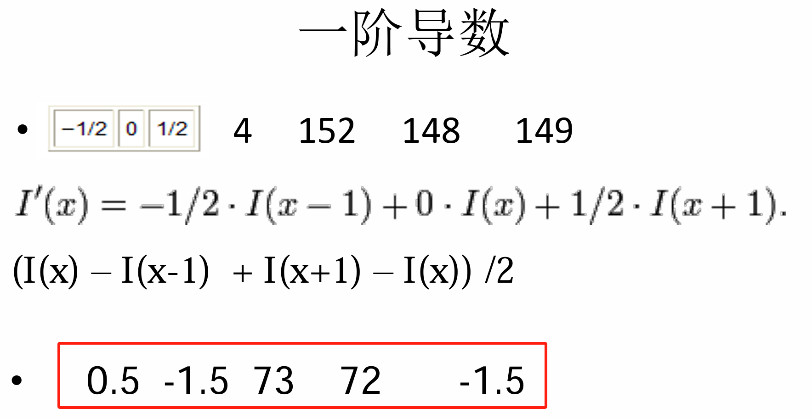 一阶导数
• −1/2 0 1/2 4 152 148 149
I′(x) = −1/2 · I(x − 1) + 0 · I(x) + 1/2 · I(x + 1).
(I(x) – I(x-1) + I(x+1) – I(x)) /2
• 0.5 -1.5 73 72 -1.5